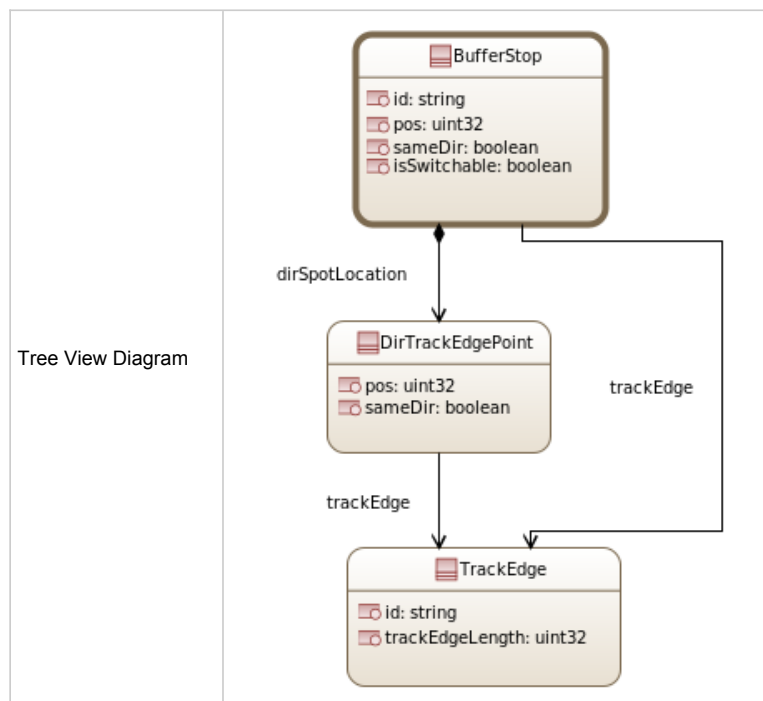 BufferStop
id: string
pos: uint32
sameDir: boolean
isSwitchable: boolean
dirSpotLocation
DirTrackEdgePoint
Tree View Diagram
pos: uint32
sameDir: boolean
trackEdge
trackEdge
TrackEdge
id: string
trackEdgeLength: uint32